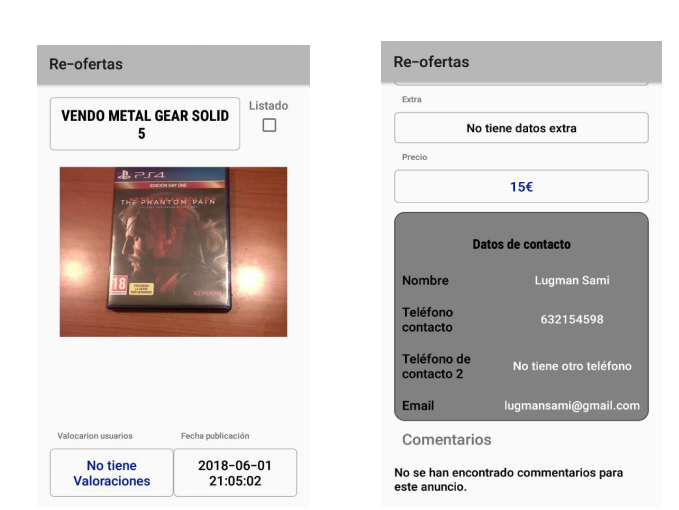 Re-ofertas
VENDO METAL GEAR SOLID
5
Listado
PS4
EDICIÓN DAY ONE
THE PHANTOM PAIN
18
KONAMI
Valocarion usuarios
Fecha publicación
No tiene
Valoraciones
2018-06-01
21:05:02
Re-ofertas
Extra
No tiene datos extra
Precio
15€
Datos de contacto
Nombre
Lugman Sami
Teléfono
contacto
632154598
Teléfono de
contacto 2
No tiene otro teléfono
Email
lugmansami@gmail.com
Comentarios
No se han encontrado commentarios para
este anuncio.